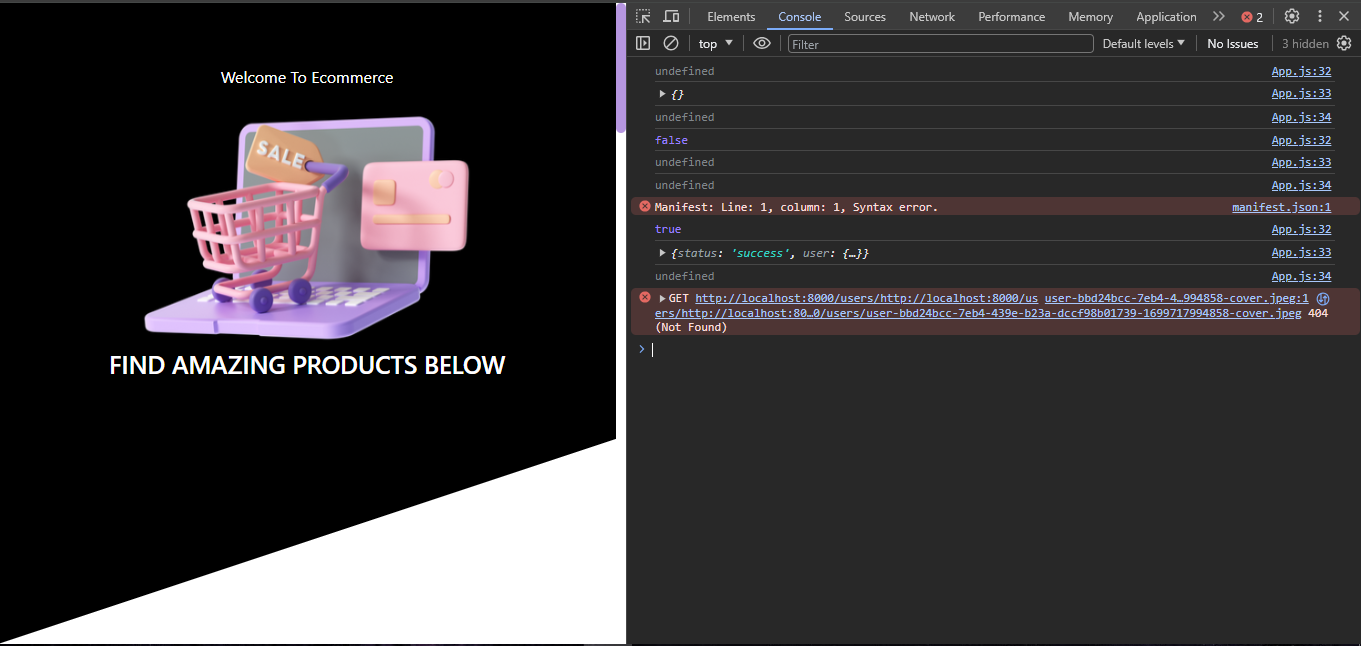 Welcome To Ecommerce
SALE
FIND AMAZING PRODUCTS BELOW
Elements Console Sources Network Performance Memory Application 2
top Filter Default levels No Issues 3 hidden
undefined App.js:32
{} App.js:33
undefined App.js:34
false App.js:32
undefined App.js:33
undefined App.js:34
Manifest: Line: 1, column: 1, Syntax error. manifest.json:1
true App.js:32
{status: 'success', user: {…}} App.js:33
undefined App.js:34
GET http://localhost:8000/users/http://localhost:8000/us user-bbd24bcc-7eb4-4…994858-cover.jpeg:1
ers/http://localhost:80…0/users/user-bbd24bcc-7eb4-439e-b23a-dccf98b01739-1699717994858-cover.jpeg 404
(Not Found)